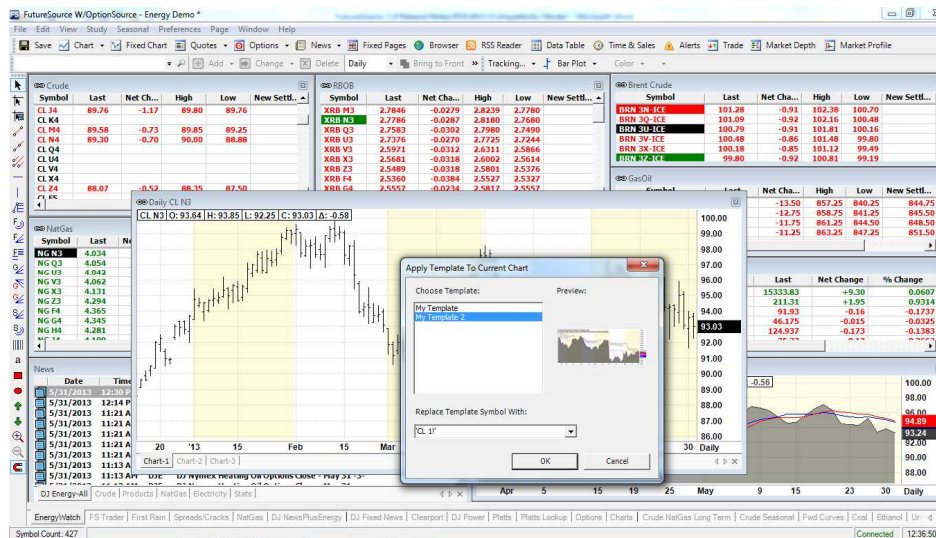 FutureSource W/OptionSource - Energy Demo *
File Edit View Study Seasonal Preferences Page Window Help
Save Chart Fixed Chart Quotes Options News Fixed Pages Browser RSS Reader Data Table Time & Sales Alerts Trade Market Depth Market Profile
Add Change Delete Daily Bring to Front » Tracking... Bar Plot Color
Crude
Symbol Last Net Ch... High Low New Settl...
CL J4 89.76 -1.17 89.80 89.76
CL K4
CL M4 89.58 -0.73 89.85 89.25
CL N4 89.30 -0.70 90.00 88.88
CL Q4
CL U4
CL V4
CL X4
CL Z4 88.07 -0.52 88.35 87.50
RBOB
Symbol Last Net Cha... High Low New Settl...
XRB M3 2.7846 -0.0279 2.8239 2.7780
XRB N3 2.7786 -0.0287 2.8180 2.7680
XRB Q3 2.7583 -0.0302 2.7980 2.7490
XRB U3 2.7376 -0.0270 2.7725 2.7244
XRB V3 2.5971 -0.0312 2.6311 2.5866
XRB X3 2.5681 -0.0318 2.6002 2.5614
XRB Z3 2.5489 -0.0318 2.5801 2.5376
XRB F4 2.5360 -0.0384 2.5527 2.5327
XRB G4 2.5557 -0.0234 2.5817 2.5557
Brent Crude
Symbol Last Net Cha... High Low New Settl...
BRN 3N-ICE 101.28 -0.91 102.38 100.70
BRN 3Q-ICE 101.09 -0.92 102.16 100.48
BRN 3U-ICE 100.79 -0.91 101.81 100.16
BRN 3V-ICE 100.48 -0.86 101.48 99.80
BRN 3X-ICE 100.18 -0.85 101.12 99.49
BRN 3Z-ICE 99.80 -0.92 100.81 99.19
GasOil
Symbol Last Net Cha... High Low New Settl...
-13.50 857.25 840.25 844.75
-12.75 858.75 841.25 845.50
-11.75 861.25 844.50 848.50
-11.25 863.25 847.25 851.50
NatGas
Symbol Last
NG N3 4.034
NG Q3 4.054
NG U3 4.042
NG V3 4.062
NG X3 4.131
NG Z3 4.294
NG F4 4.365
NG G4 4.345
NG H4 4.281
Daily CL N3
CL N3 O: 93.64 H: 93.85 L: 92.25 C: 93.03 Δ: -0.58
100.00
99.00
98.00
97.00
96.00
95.00
94.00
93.03
92.00
91.00
90.00
89.00
88.00
87.00
86.00
20 '13 15 Feb 15 Mar 30 Daily
Chart-1 Chart-2 Chart-3
Apply Template To Current Chart
Choose Template: Preview:
My Template
My Template 2
Replace Template Symbol With:
'CL 1!'
OK Cancel
Last Net Change % Change
15333.83 +9.30 0.0607
211.31 +1.95 0.9314
91.93 -0.16 -0.1737
46.175 -0.015 -0.0325
124.937 -0.173 -0.1383
-0.56
100.00
98.00
96.00
94.89
93.24
92.00
90.00
88.00
Apr 5 15 19 25 May 9 15 23 30 Daily
News
Date Time
5/31/2013 12:30 P
5/31/2013 12:14 P
5/31/2013 11:21 A
5/31/2013 11:21 A
5/31/2013 11:21 A
5/31/2013 11:21 A
5/31/2013 11:21 A
5/31/2013 11:13 A
5/31/2013 11:13 AM DJE DJ Nymex Heating Oil Options Close - May 31 -3-
DJ Energy-All Crude Products NatGas Electricity Stats
EnergyWatch FS Trader First Rain Spreads/Cracks NatGas DJ NewsPlusEnergy DJ Fixed News Clearport DJ Power Platts Platts Lookup Options Charts Crude NatGas Long Term Crude Seasonal Fwd Curves Coal Ethanol
Symbol Count: 427 Connected 12:36:50